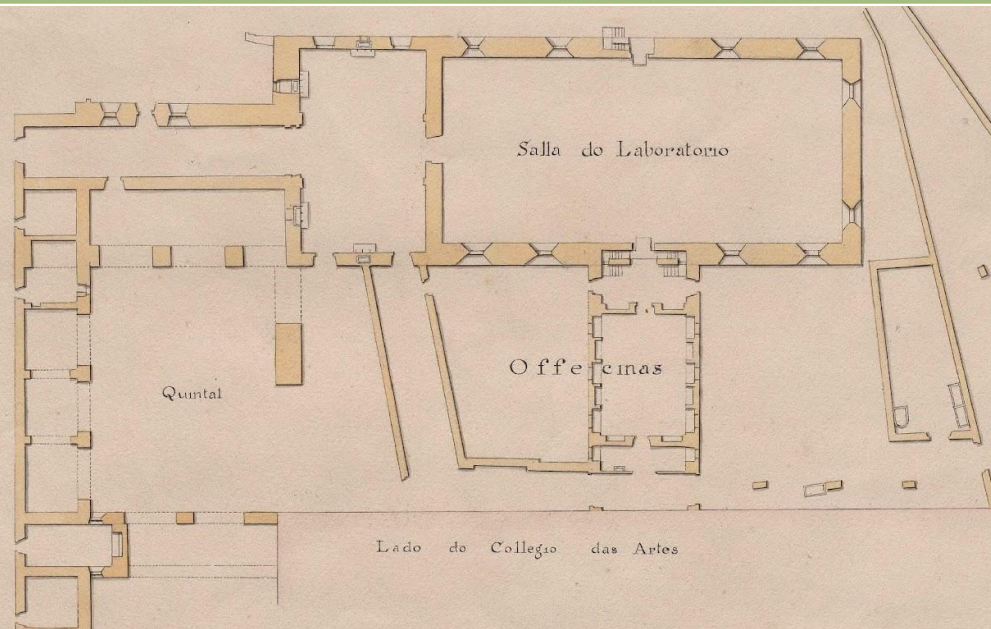 Salla do Laboratorio
Offecinas
Quintal
Lado do Collegio das Artes